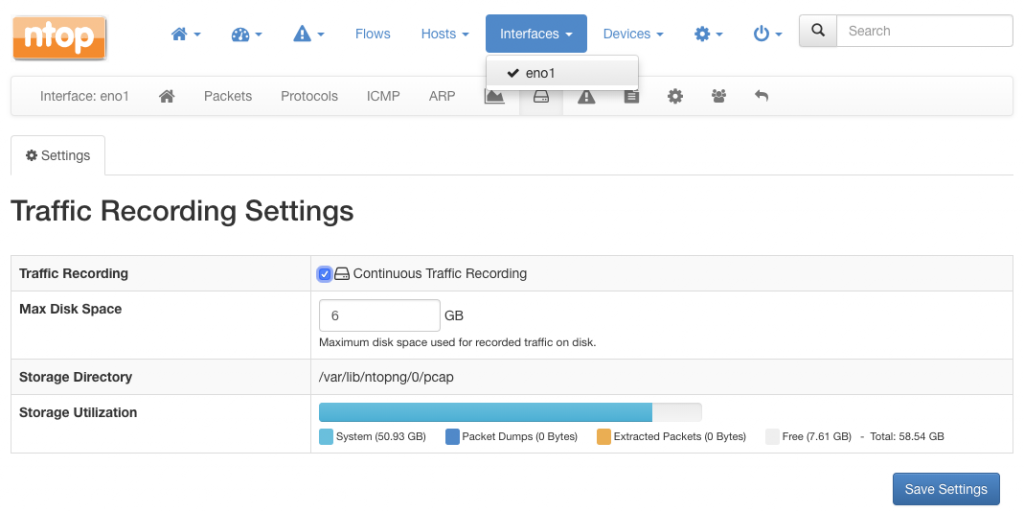 ntop
Flows Hosts Interfaces Devices Search
eno1
Interface: eno1 Packets Protocols ICMP ARP
Settings
Traffic Recording Settings
Traffic Recording Continuous Traffic Recording
Max Disk Space 6 GB
Maximum disk space used for recorded traffic on disk.
Storage Directory /var/lib/ntopng/0/pcap
Storage Utilization
System (50.93 GB) Packet Dumps (0 Bytes) Extracted Packets (0 Bytes) Free (7.61 GB) - Total: 58.54 GB
Save Settings